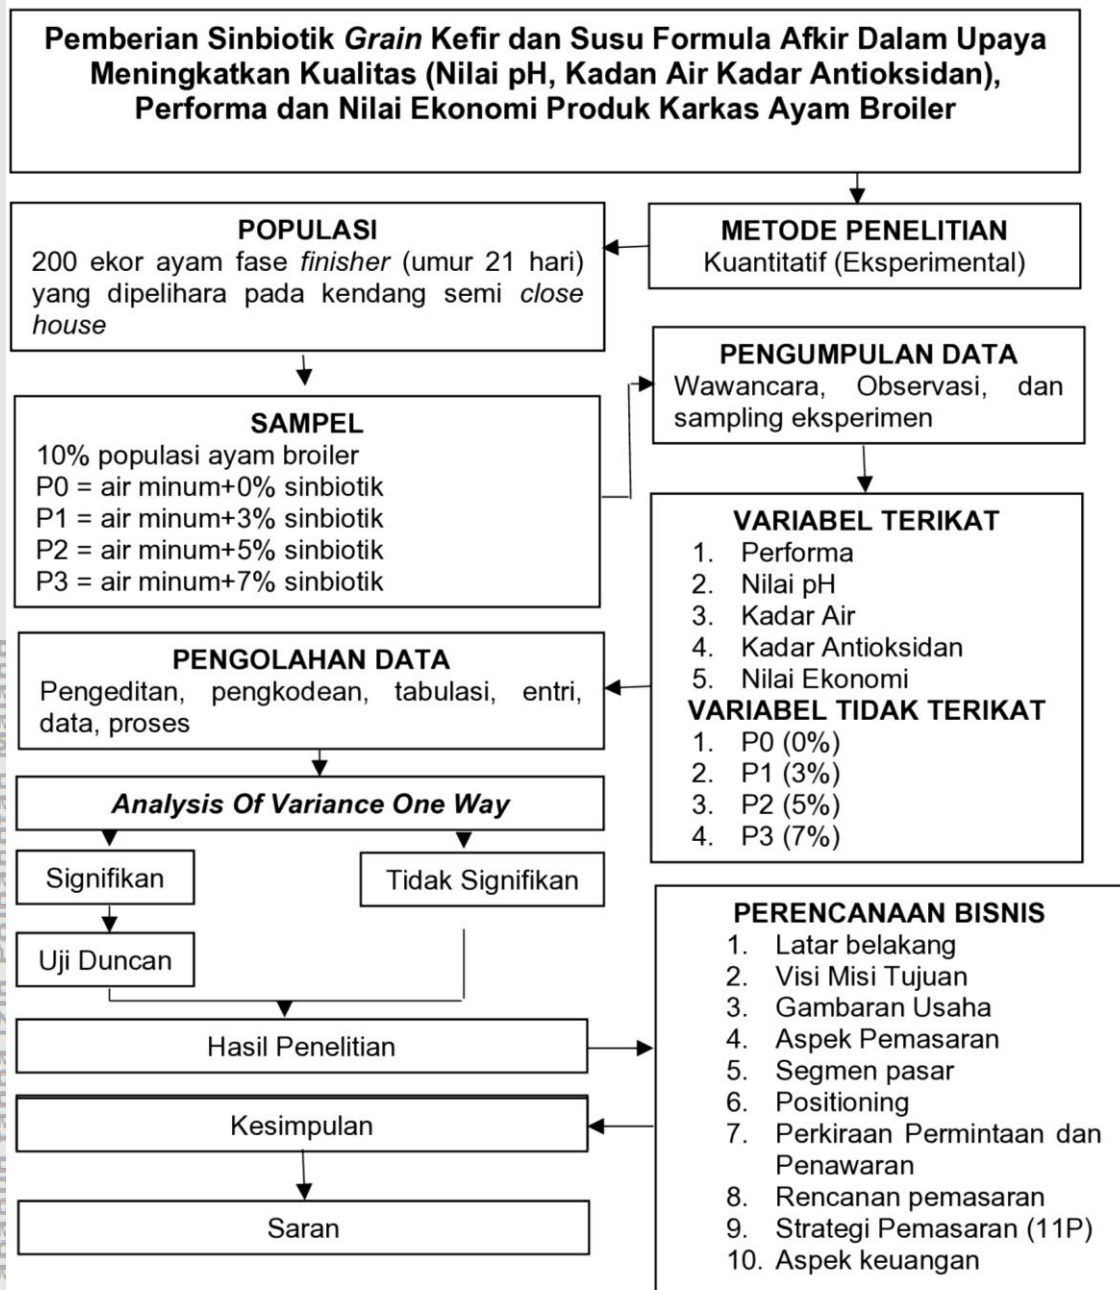 Pemberian Sinbiotik Grain Kefir dan Susu Formula Afkir Dalam Upaya
Meningkatkan Kualitas (Nilai pH, Kadan Air Kadar Antioksidan),
Performa dan Nilai Ekonomi Produk Karkas Ayam Broiler
METODE PENELITIAN
Kuantitatif (Eksperimental)
POPULASI
200 ekor ayam fase finisher (umur 21 hari)
yang dipelihara pada kendang semi close
house
SAMPEL
10% populasi ayam broiler
P0 = air minum+0% sinbiotik
P1 = air minum+3% sinbiotik
P2 = air minum+5% sinbiotik
P3 = air minum+7% sinbiotik
PENGUMPULAN DATA
Wawancara, Observasi, dan
sampling eksperimen
VARIABEL TERIKAT
1. Performa
2. Nilai pH
3. Kadar Air
4. Kadar Antioksidan
5. Nilai Ekonomi
VARIABEL TIDAK TERIKAT
1. P0 (0%)
2. P1 (3%)
3. P2 (5%)
4. P3 (7%)
PENGOLAHAN DATA
Pengeditan, pengkodean, tabulasi, entri,
data, proses
Analysis Of Variance One Way
Signifikan
Tidak Signifikan
Uji Duncan
Hasil Penelitian
PERENCANAAN BISNIS
1. Latar belakang
2. Visi Misi Tujuan
3. Gambaran Usaha
4. Aspek Pemasaran
5. Segmen pasar
6. Positioning
7. Perkiraan Permintaan dan
Penawaran
8. Rencanan pemasaran
9. Strategi Pemasaran (11P)
10. Aspek keuangan
Kesimpulan
Saran